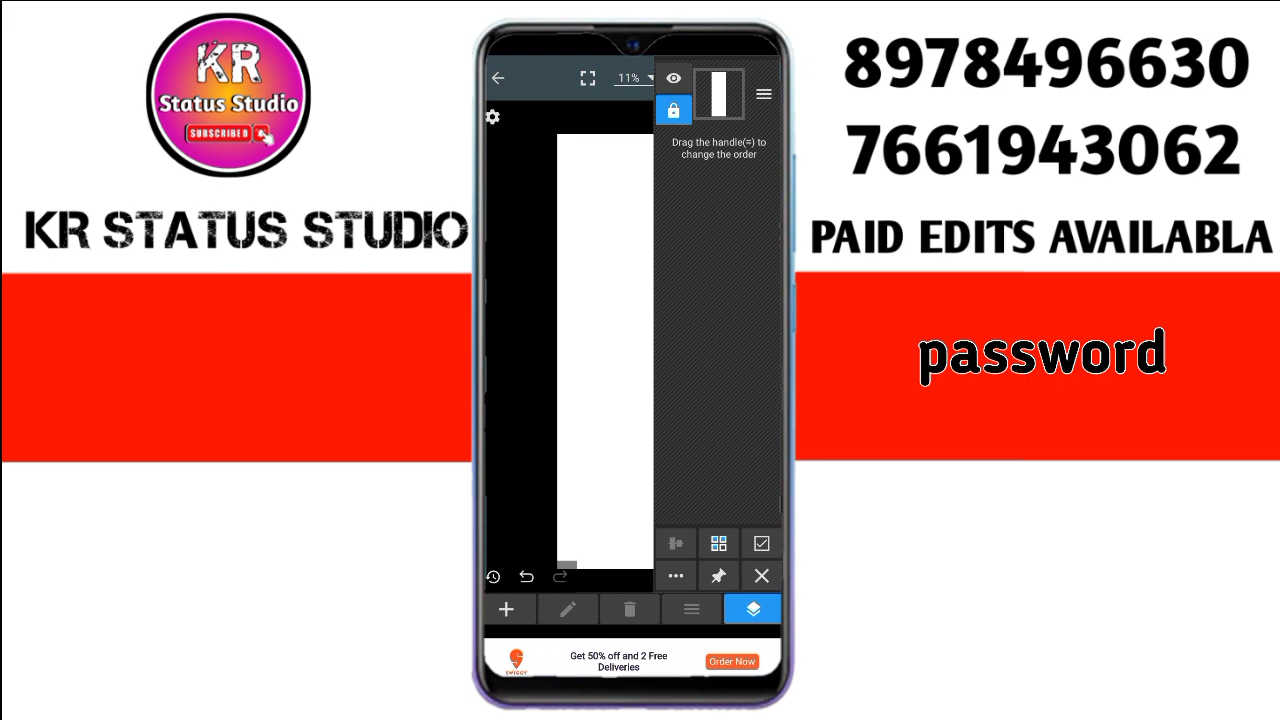 KR
Status Studio
SUBSCRIBED
KR STATUS STUDIO
11%
Drag the handle(=) to
change the order
Get 50% off and 2 Free
Deliveries
SWIGGY
Order Now
8978496630
7661943062
PAID EDITS AVAILABLA
password